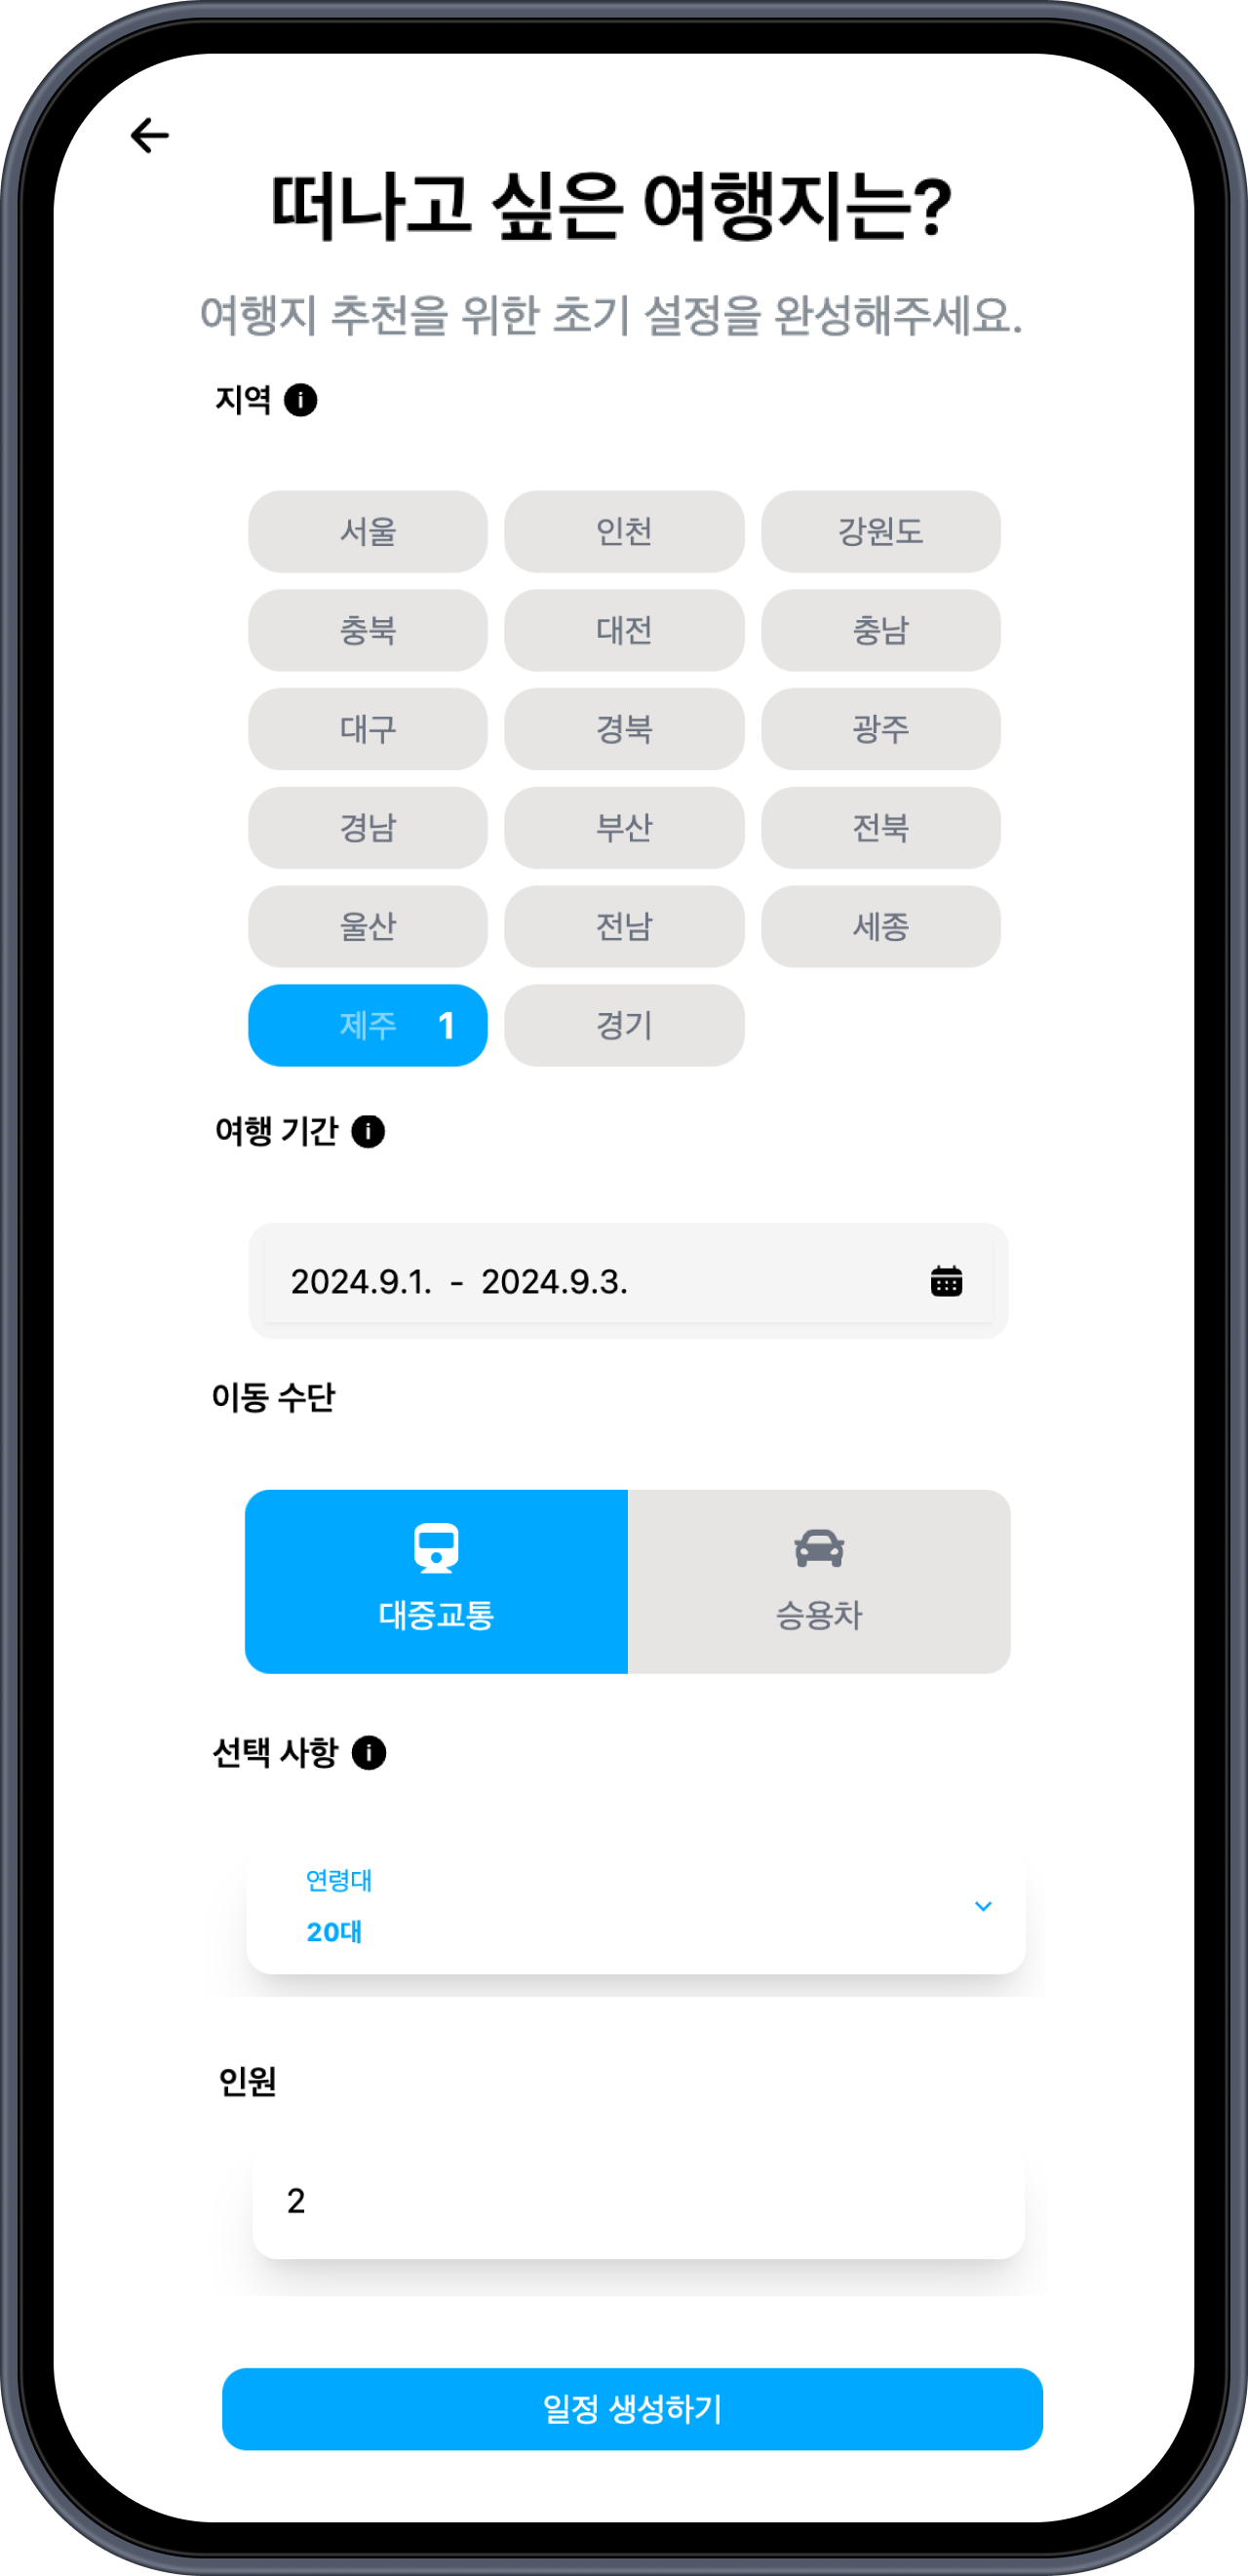 떠나고 싶은 여행지는?
여행지 추천을 위한 초기 설정을 완성해주세요.
지역 i
서울 인천 강원도
충북 대전 충남
대구 경북 광주
경남 부산 전북
울산 전남 세종
제주 1 경기
여행 기간 i
2024.9.1. - 2024.9.3.
이동 수단
대중교통 승용차
선택 사항 i
연령대
20대
인원
2
일정 생성하기